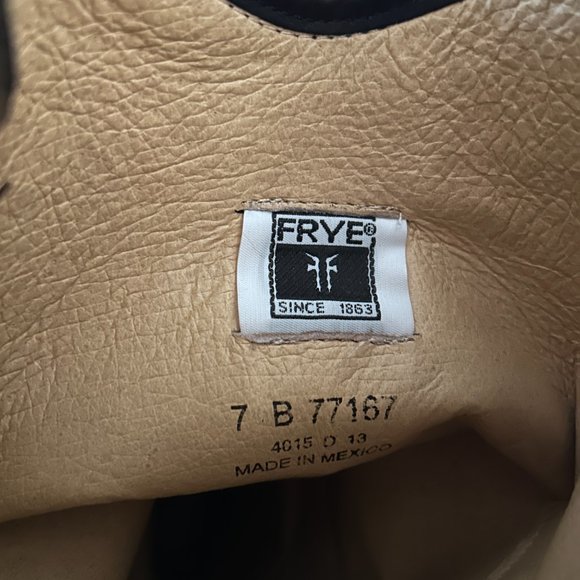 FRYE®
SINCE 1863
7 B 77167
4015 D 13
MADE IN MEXICO